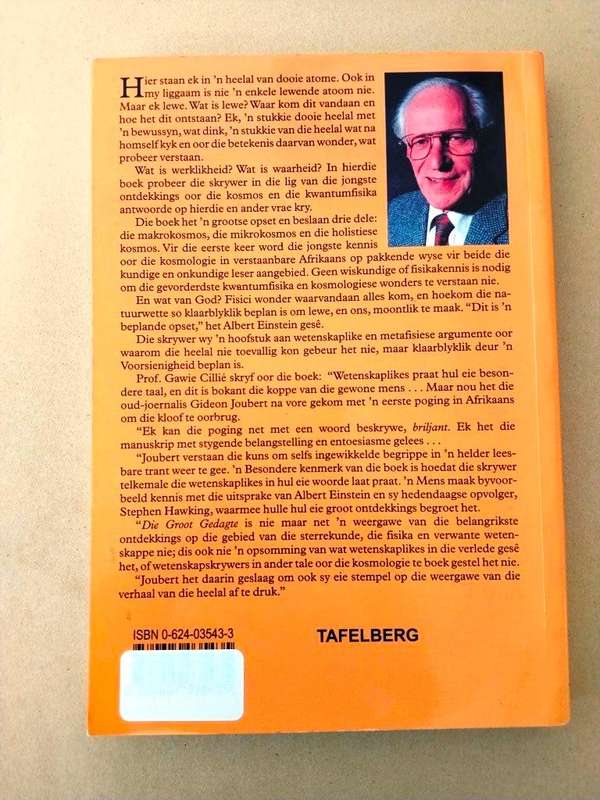 Hier staan ek in 'n heelal van dooie atome. Ook in
my liggaam is nie 'n enkele lewende atoom nie.
Maar ek lewe. Wat is lewe? Waar kom dit vandaan en
hoe het dit ontstaan? Ek, 'n stukkie dooie heelal met
'n bewussyn, wat dink, 'n stukkie van die heelal wat na
homself kyk en oor die betekenis daarvan wonder, wat
probeer verstaan.
Wat is werklikheid? Wat is waarheid? In hierdie
boek probeer die skrywer in die lig van die jongste
ontdekkings oor die kosmos en die kwantumfisika
antwoorde op hierdie en ander vrae kry.
Die boek het 'n grootse opset en beslaan drie dele:
die makrokosmos, die mikrokosmos en die holistiese
kosmos. Vir die eerste keer word die jongste kennis
oor die kosmologie in verstaanbare Afrikaans op pakkende wyse vir beide die
kundige en onkundige leser aangebied. Geen wiskundige of fisikakennis is nodig
om die gevorderdste kwantumfisika en kosmologiese wonders te verstaan nie.
En wat van God? Fisici wonder waarvandaan alles kom, en hoekom die na-
tuurwette so klaarblyklik beplan is om lewe, en ons, moontlik te maak. "Dit is 'n
beplande opset," het Albert Einstein gesê.
Die skrywer wy 'n hoofstuk aan wetenskaplike en metafisiese argumente oor
waarom die heelal nie toevallig kon gebeur het nie, maar klaarblyklik deur 'n
Voorsienigheid beplan is.
Prof. Gawie Cillié skryf oor die boek: "Wetenskaplikes praat hul eie beson-
dere taal, en dit is bokant die koppe van die gewone mens . . . Maar nou het die
oud-joernalis Gideon Joubert na vore gekom met 'n eerste poging in Afrikaans
om die kloof te oorbrug.
"Ek kan die poging net met een woord beskrywe, briljant. Ek het die
manuskrip met stygende belangstelling en entoesiasme gelees . . .
"Joubert verstaan die kuns om selfs ingewikkelde begrippe in 'n helder lees-
bare trant weer te gee. 'n Besondere kenmerk van die boek is hoedat die skrywer
telkemale die wetenskaplikes in hul eie woorde laat praat. 'n Mens maak byvoor-
beeld kennis met die uitsprake van Albert Einstein en sy hedendaagse opvolger,
Stephen Hawking, waarmee hulle hul eie groot ontdekkings begroet het.
"Die Groot Gedagte is nie maar net 'n weergawe van die belangrikste
ontdekkings op die gebied van die sterrekunde, die fisika en verwante weten-
skappe nie; dis ook nie 'n opsomming van wat wetenskaplikes in die verlede gesê
het, of wetenskapskrywers in ander tale oor die kosmologie te boek gestel het nie.
"Joubert het daarin geslaag om ook sy eie stempel op die weergawe van die
verhaal van die heelal af te druk."
ISBN 0-624-03543-3
TAFELBERG